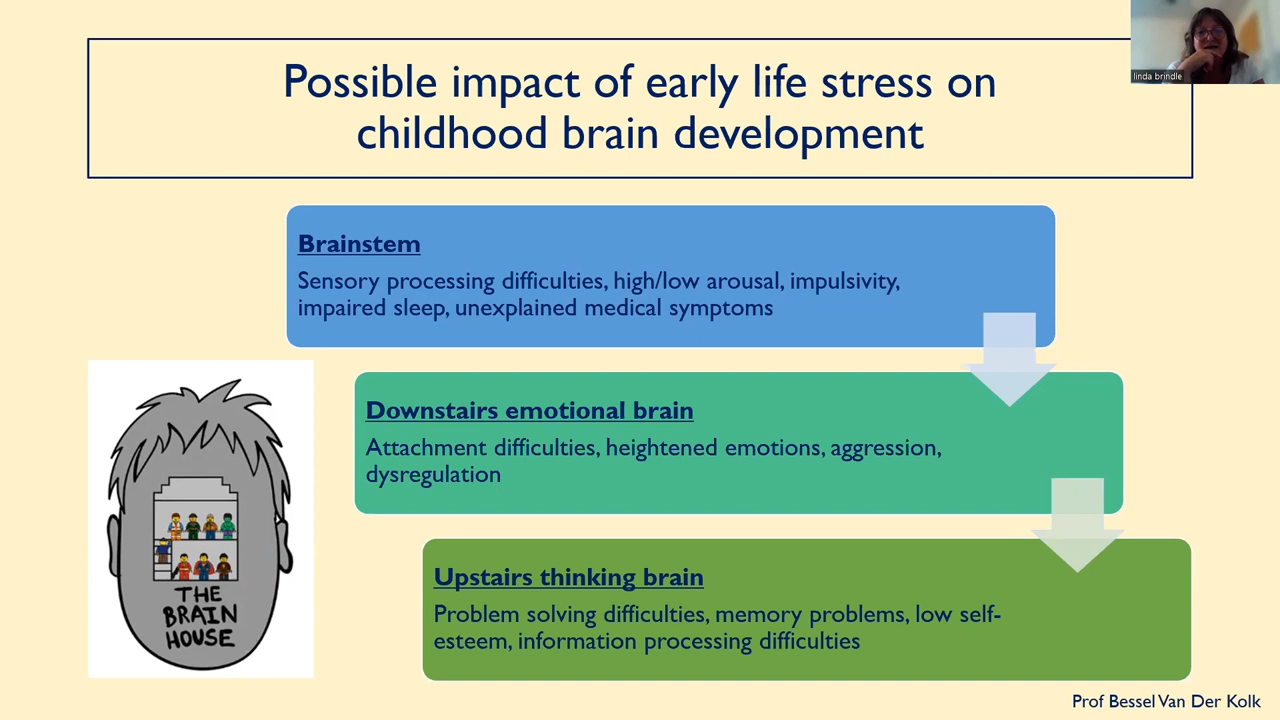 Possible impact of early life stress on
childhood brain development
linda brindle
Brainstem
Sensory processing difficulties, high/low arousal, impulsivity,
impaired sleep, unexplained medical symptoms
Downstairs emotional brain
Attachment difficulties, heightened emotions, aggression,
dysregulation
Upstairs thinking brain
Problem solving difficulties, memory problems, low self-
esteem, information processing difficulties
THE
BRAIN
HOUSE
Prof Bessel Van Der Kolk